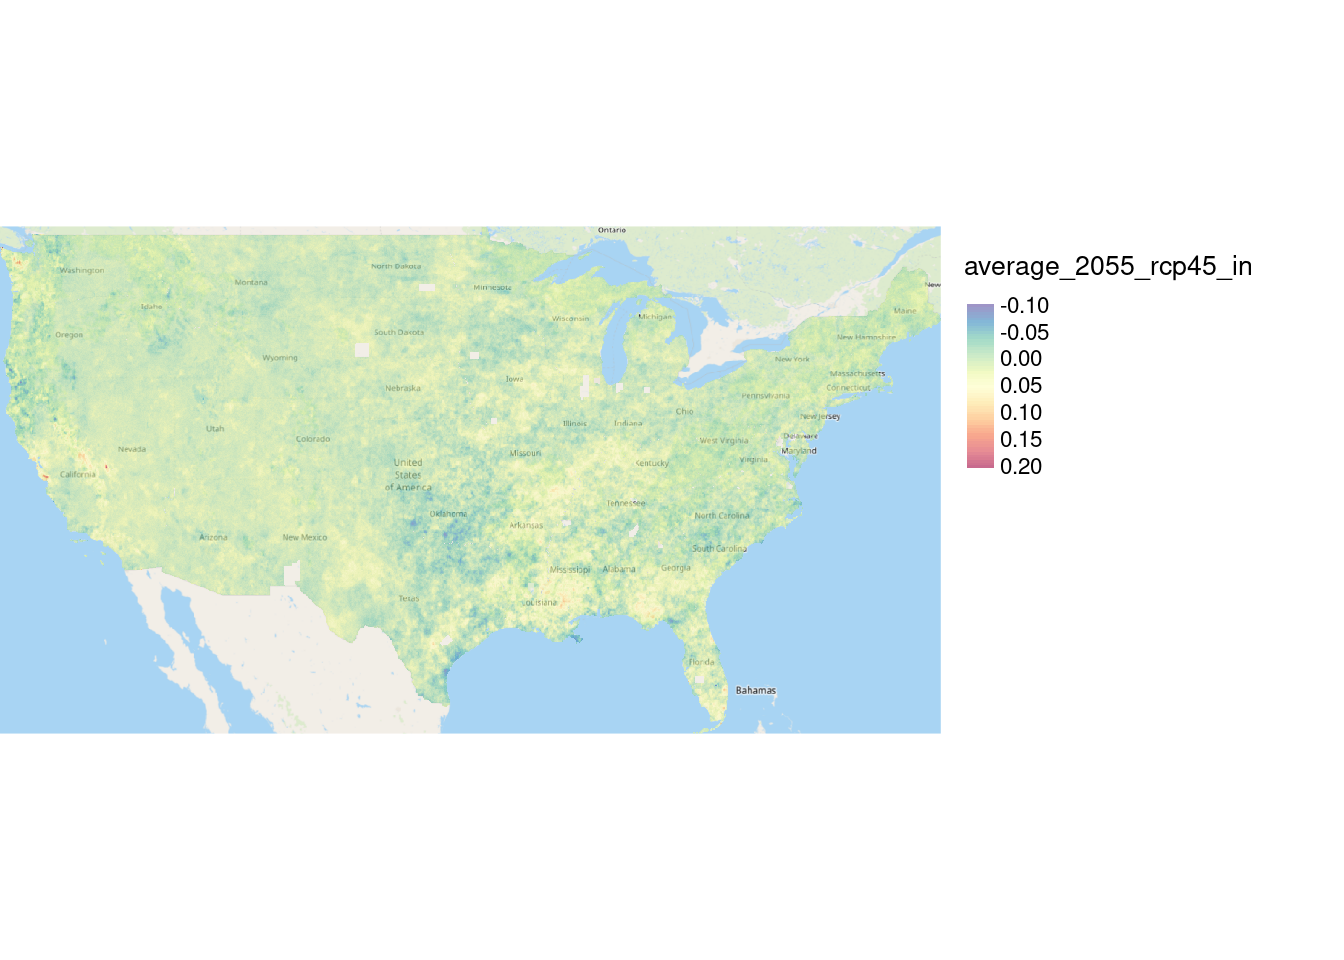 Ontario
average_2055_rcp45_in
-0.10
-0.05
0.00
0.05
0.10
0.15
0.20
Washington
North Dakota
Montana
Minnesota
New
Idaho
Maine
Wisconsin
Michigan
Oregon
South Dakota
New Hampshire
Wyoming
New York
Massachusetts
Iowa
Nebraska
Connecticut
Pennsylvania
Ohio
New Jersey
Utah
Illinois
Indiana
Colorado
West Virginia
Delaware
Nevada
Missouri
Maryland
United
States
of America
Kentucky
Virginia
California
Tennessee
Oklahoma
North Carolina
Arkansas
Arizona
New Mexico
South Carolina
Mississippi
Alabama
Georgia
Texas
Louisiana
Florida
Bahamas